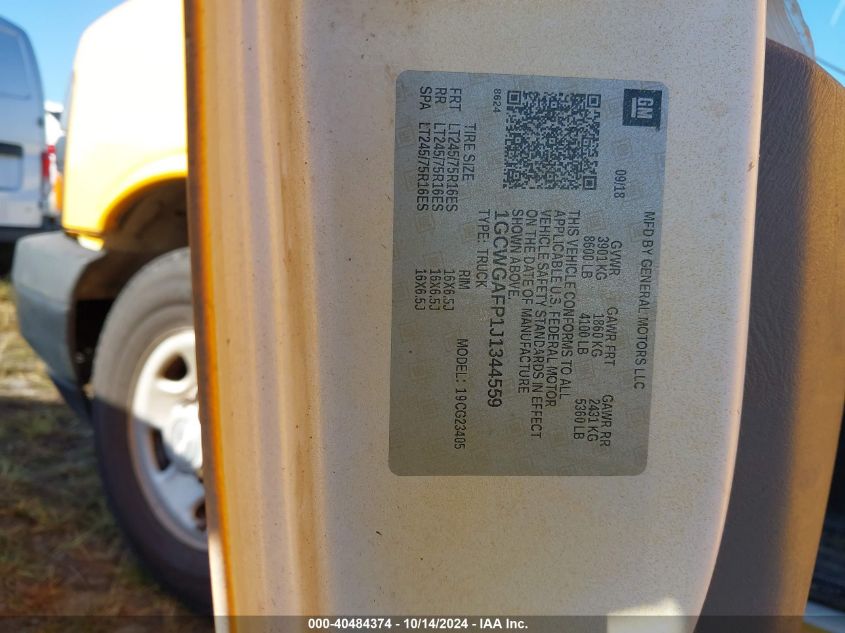 GM
MFD BY GENERAL MOTORS LLC
09/18
GVWR GAWR FRT GAWR RR
3901 KG 1860 KG 2431 KG
8600 LB 4100 LB 5360 LB
THIS VEHICLE CONFORMS TO ALL
APPLICABLE U.S. FEDERAL MOTOR
VEHICLE SAFETY STANDARDS IN EFFECT
ON THE DATE OF MANUFACTURE
SHOWN ABOVE.
8624
1GCWGAFP1J1344559
TYPE: TRUCK
MODEL: 19CG23405
TIRE SIZE RIM
FRT LT245/75R16ES 16X6.5J
RR LT245/75R16ES 16X6.5J
SPA LT245/75R16ES 16X6.5J
000-40484374 - 10/14/2024 - IAA Inc.